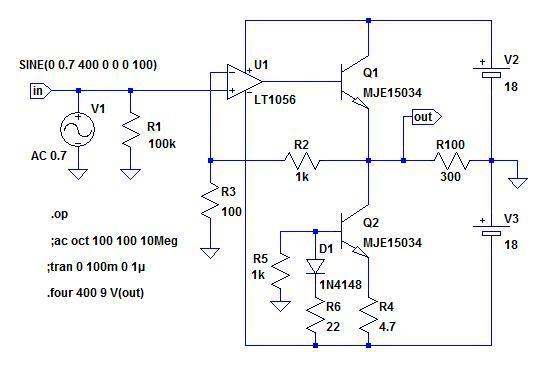 SINE(0 0.7 400 0 0 0 100)
in
V1
AC 0.7
R1
100k
U1
LT1056
Q1
MJE15034
out
V2
18
R2
1k
R100
300
R3
100
Q2
MJE15034
V3
18
R5
1k
D1
1N4148
R6
22
R4
4.7
.op
;ac oct 100 100 10Meg
;tran 0 100m 0 1µ
.four 400 9 V(out)